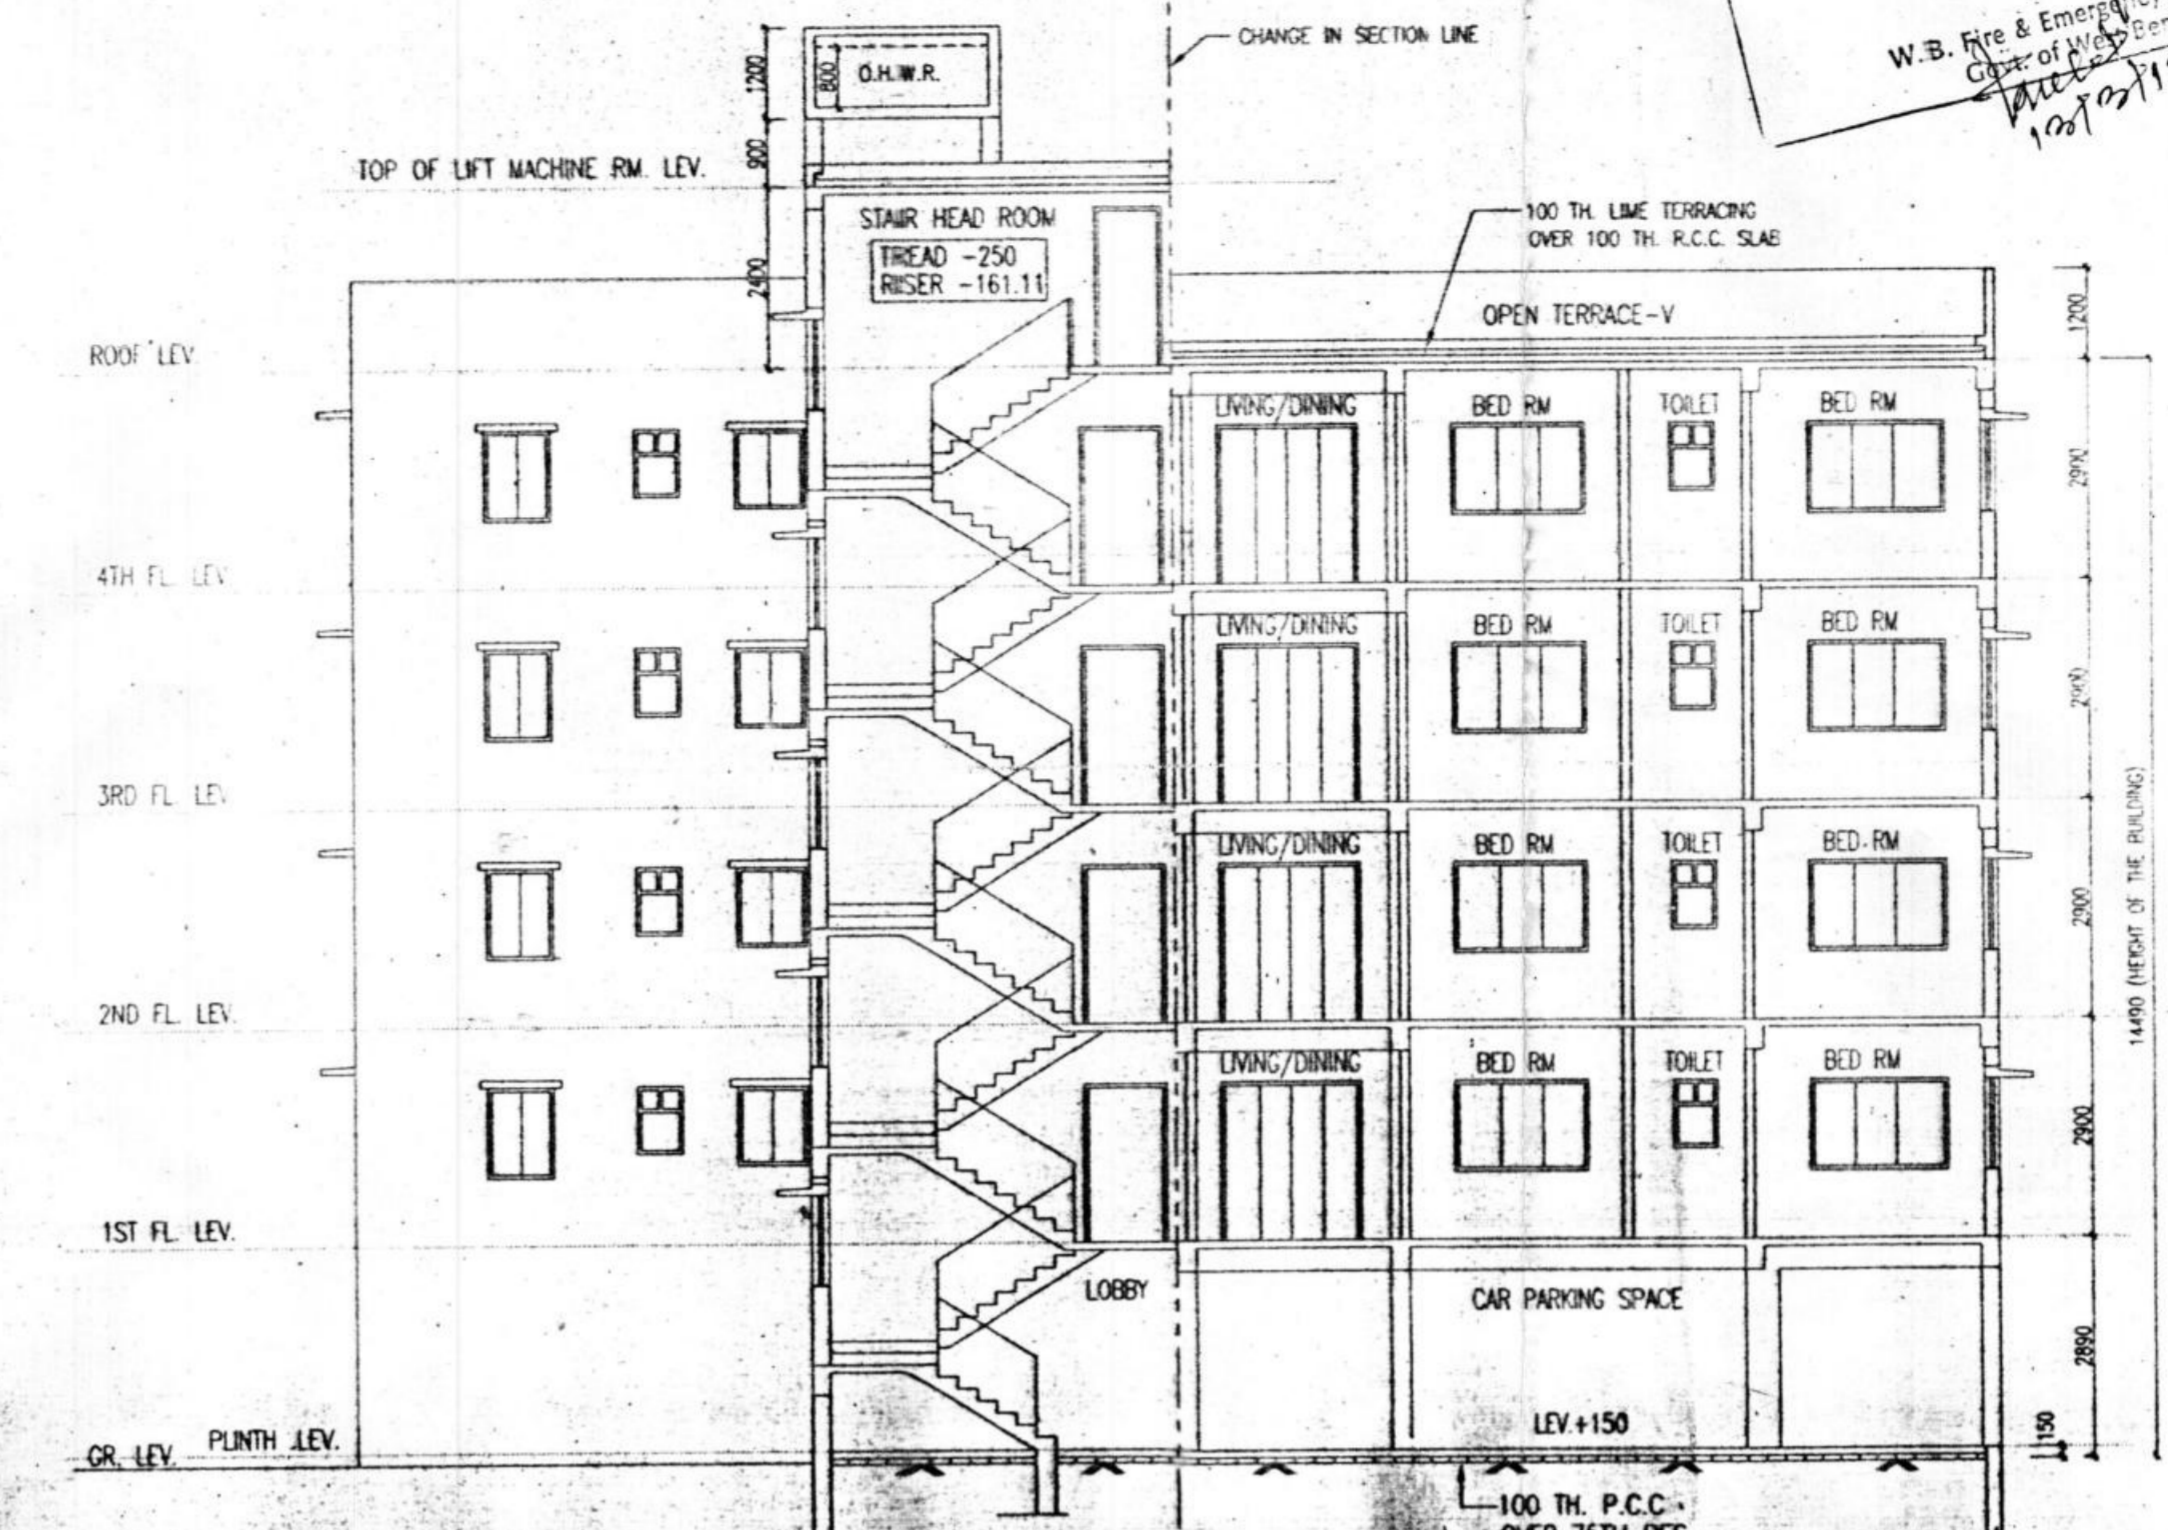 CHANGE IN SECTION LINE
W.B. Fire & Emergency
Govt. of West Ben
1200
800
O.H.W.R.
900
TOP OF LIFT MACHINE RM. LEV.
STAIR HEAD ROOM
TREAD -250
RISER -161.11
2400
100 TH. LIME TERRACING
OVER 100 TH. R.C.C. SLAB
OPEN TERRACE-V
1200
ROOF LEV.
LIVING/DINING
BED RM
TOILET
BED RM
2900
4TH FL. LEV.
LIVING/DINING
BED RM
TOILET
BED RM
2900
3RD FL. LEV
LIVING/DINING
BED RM
TOILET
BED RM
2900
14490 (HEIGHT OF THE BUILDING)
2ND FL. LEV.
LIVING/DINING
BED RM
TOILET
BED RM
2900
1ST FL. LEV.
LOBBY
CAR PARKING SPACE
2890
LEV.+150
150
GR. LEV.
PLINTH LEV.
100 TH. P.C.C.